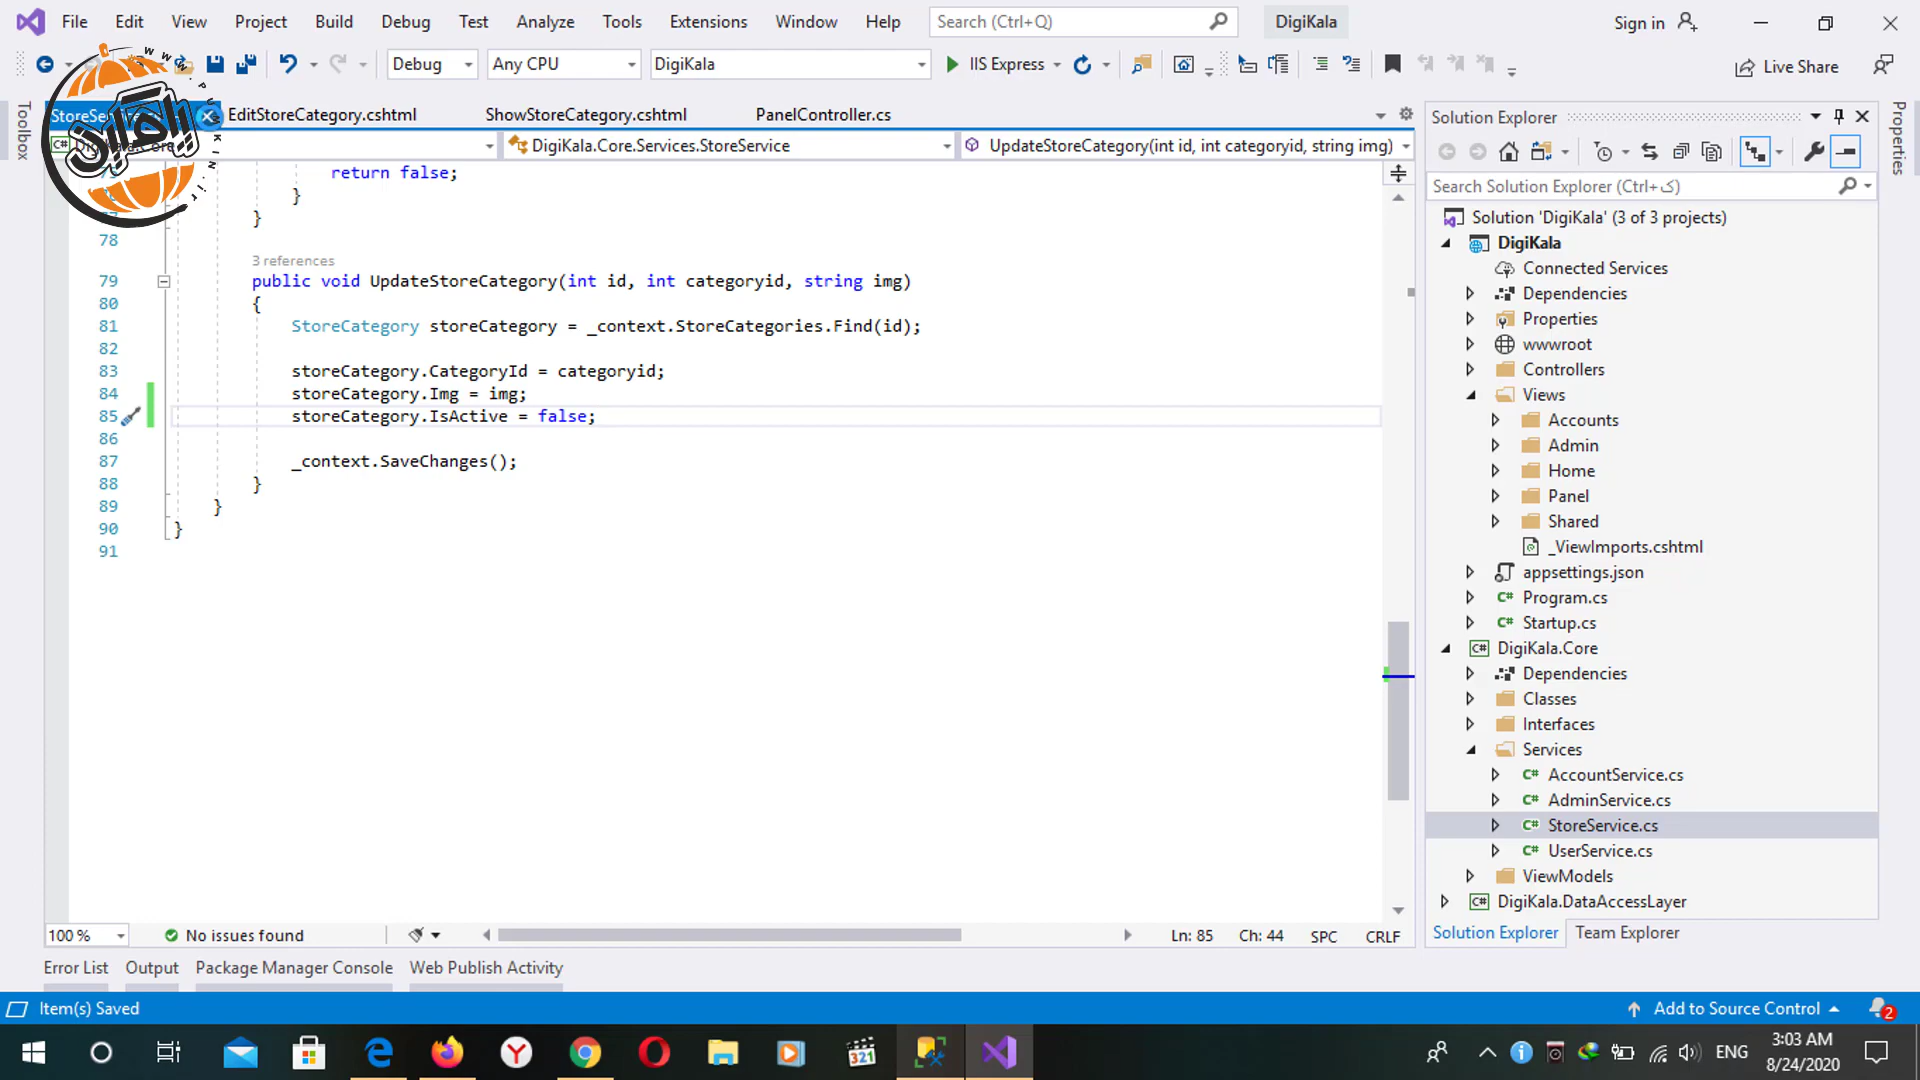 File Edit View Project Build Debug Test Analyze Tools Extensions Window Help Search (Ctrl+Q) DigiKala Sign in
Debug Any CPU DigiKala IIS Express Live Share
EditStoreCategory.cshtml ShowStoreCategory.cshtml PanelController.cs
DigiKala.Core.Services.StoreService UpdateStoreCategory(int id, int categoryid, string img)
return false;
}
}
78
3 references
79 public void UpdateStoreCategory(int id, int categoryid, string img)
80 {
81 StoreCategory storeCategory = _context.StoreCategories.Find(id);
82
83 storeCategory.CategoryId = categoryid;
84 storeCategory.Img = img;
85 storeCategory.IsActive = false;
86
87 _context.SaveChanges();
88 }
89 }
90 }
91
100 % No issues found Ln: 85 Ch: 44 SPC CRLF
Toolbox
Properties
Solution Explorer
Search Solution Explorer (Ctrl+ک)
Solution 'DigiKala' (3 of 3 projects)
DigiKala
Connected Services
Dependencies
Properties
wwwroot
Controllers
Views
Accounts
Admin
Home
Panel
Shared
_ViewImports.cshtml
appsettings.json
Program.cs
Startup.cs
DigiKala.Core
Dependencies
Classes
Interfaces
Services
AccountService.cs
AdminService.cs
StoreService.cs
UserService.cs
ViewModels
DigiKala.DataAccessLayer
Solution Explorer Team Explorer
Error List Output Package Manager Console Web Publish Activity
Item(s) Saved Add to Source Control 2
321 ENG 3:03 AM
8/24/2020